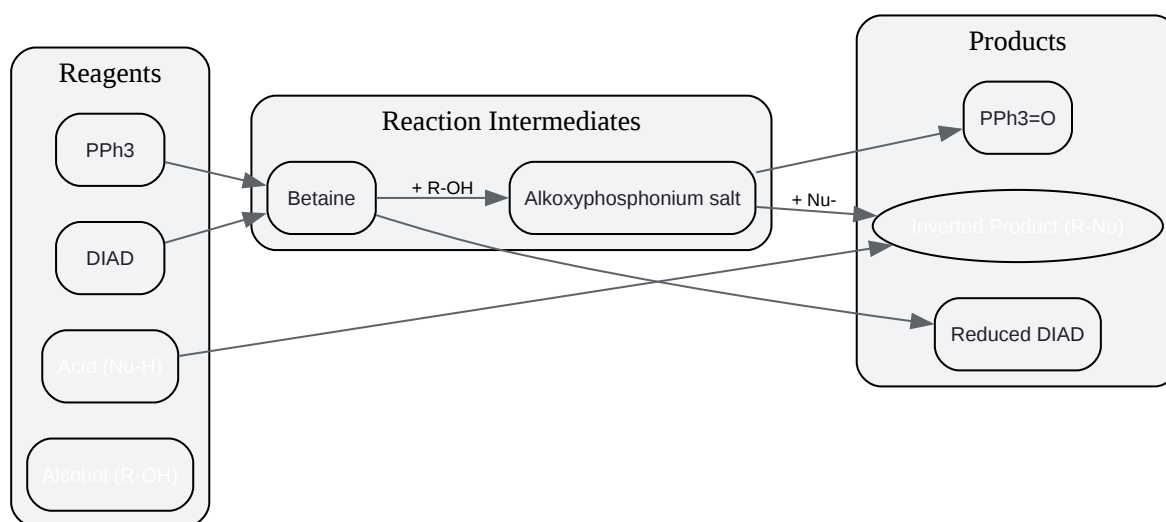 Reagents
PPh3
DIAD
Acid (Nu-H)
Alcohol (R-OH)
Reaction Intermediates
Betaine
+ R-OH
Alkoxyphosphonium salt
+ Nu-
Products
PPh3=O
Inverted Product (R-Nu)
Reduced DIAD